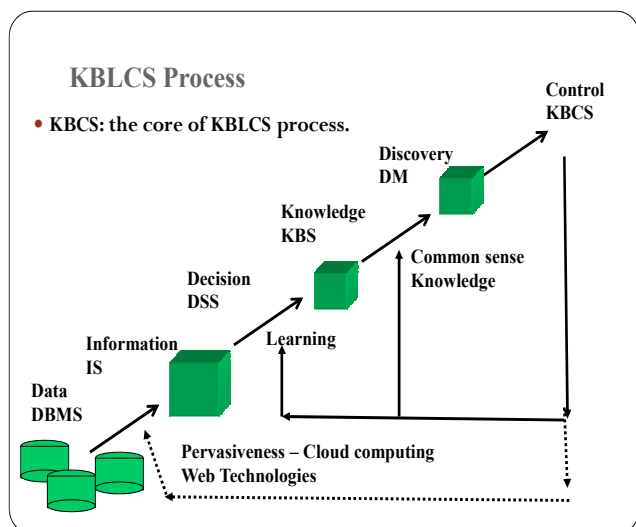 KBLCS Process
• KBCS: the core of KBLCS process.
Control
KBCS
Discovery
DM
Knowledge
KBS
Common sense
Knowledge
Decision
DSS
Learning
Information
IS
Data
DBMS
Pervasiveness – Cloud computing
Web Technologies